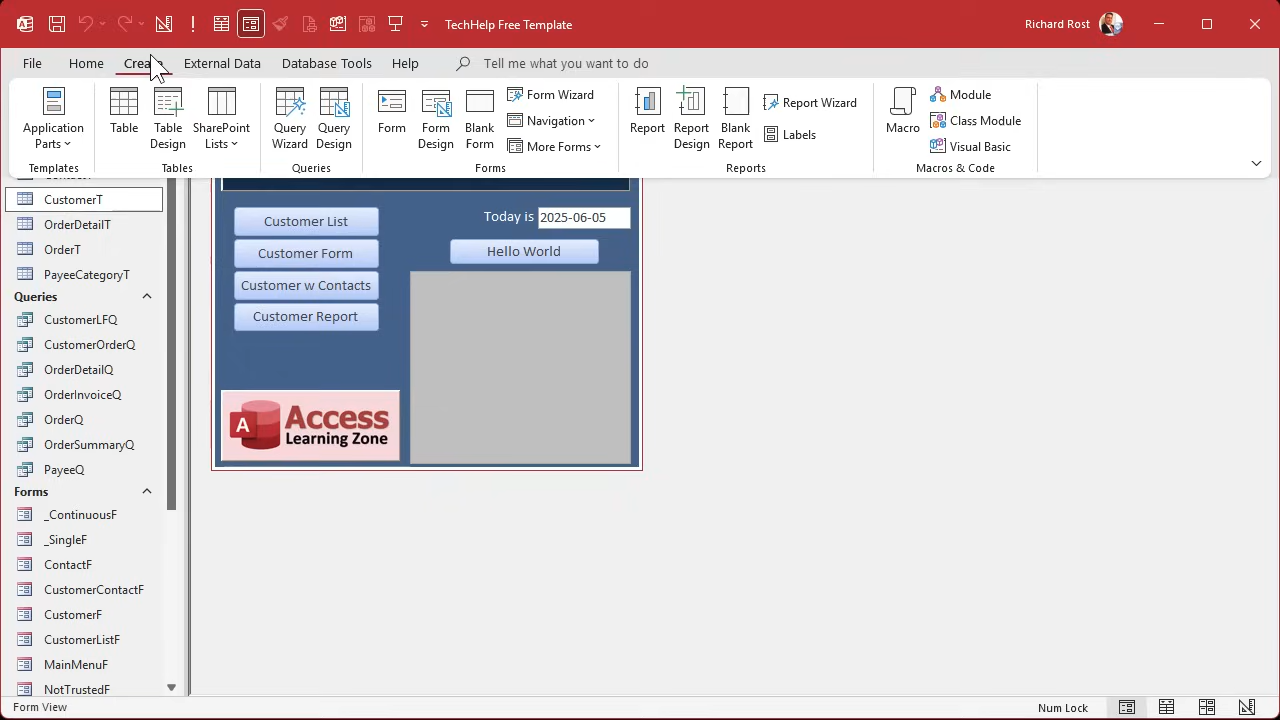 TechHelp Free Template
Richard Rost
File
Home
External Data
Database Tools
Help
Tell me what you want to do
Application
Parts
Templates
Table
Table
Design
SharePoint
Lists
Tables
Query
Wizard
Query
Design
Queries
Form
Form
Design
Blank
Form
Form Wizard
Navigation
More Forms
Forms
Report
Report
Design
Blank
Report
Report Wizard
Labels
Reports
Macro
Module
Class Module
Visual Basic
Macros & Code
CustomerT
OrderDetailT
OrderT
PayeeCategoryT
Queries
CustomerLFQ
CustomerOrderQ
OrderDetailQ
OrderInvoiceQ
OrderQ
OrderSummaryQ
PayeeQ
Forms
_ContinuousF
_SingleF
ContactF
CustomerContactF
CustomerF
CustomerListF
MainMenuF
NotTrustedF
Customer List
Customer Form
Customer w Contacts
Customer Report
Today is 2025-06-05
Hello World
A
Access
Learning Zone
Form View
Num Lock